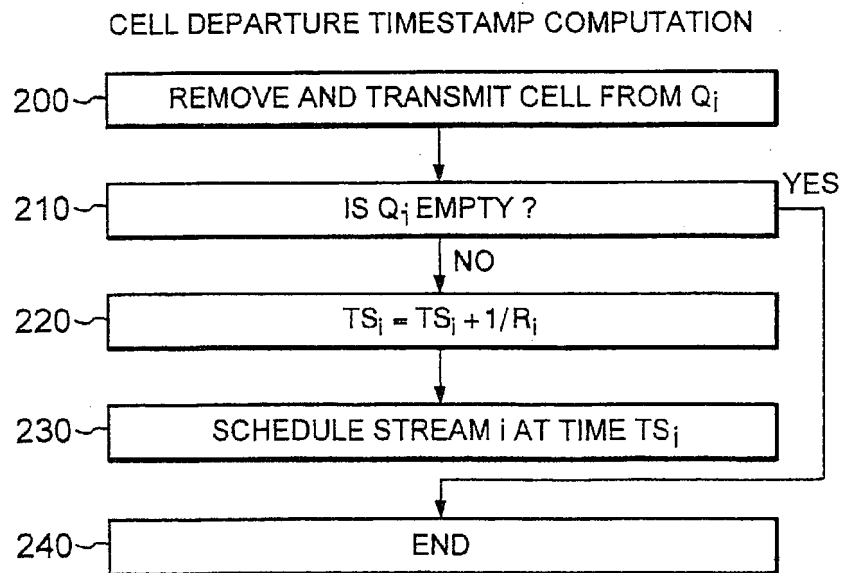 CELL DEPARTURE TIMESTAMP COMPUTATION
200 REMOVE AND TRANSMIT CELL FROM Qi
210 IS Qi EMPTY ?
YES
NO
220 TSi = TSi + 1/Ri
230 SCHEDULE STREAM i AT TIME TSi
240 END